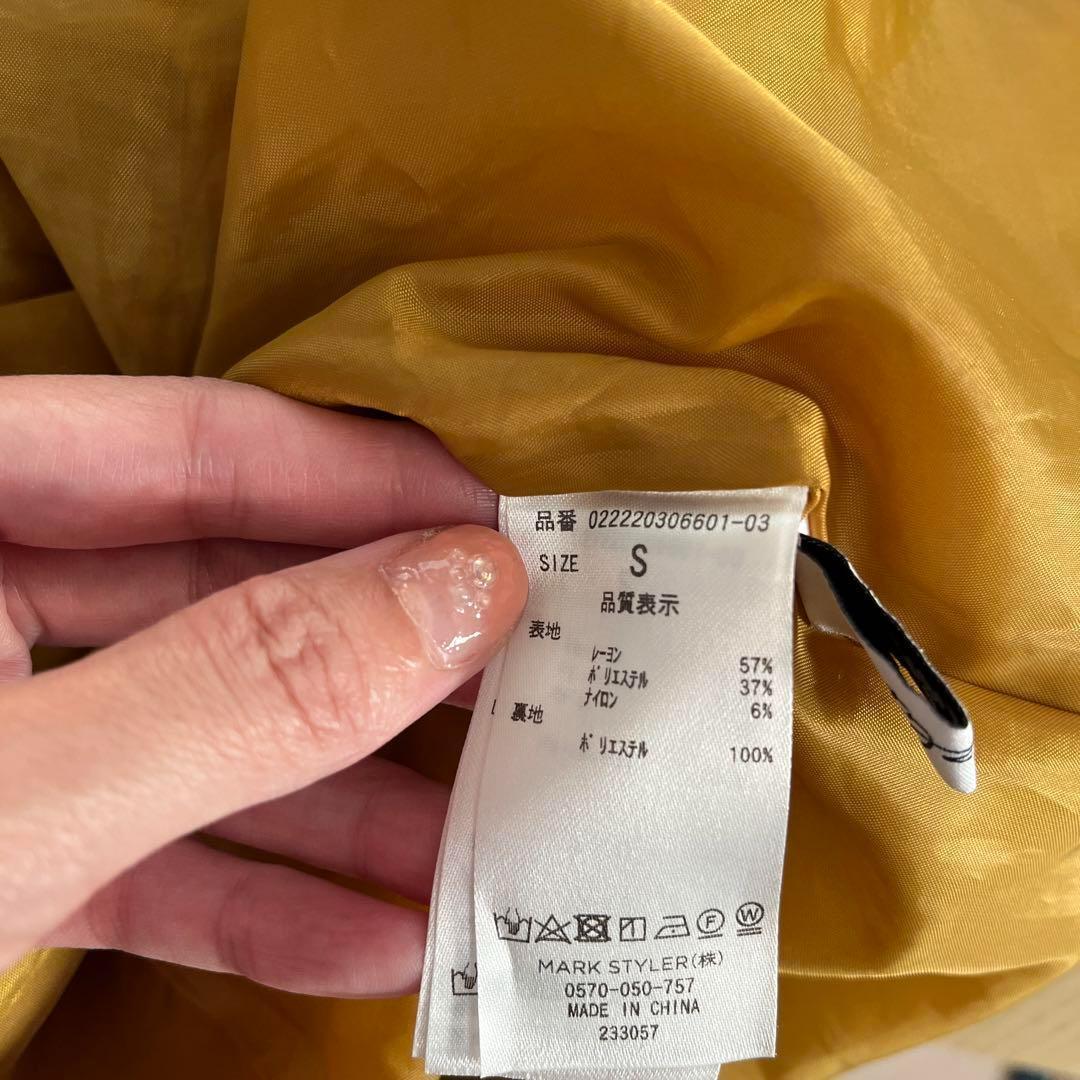 品番 022220306601-03
SIZE S
品質表示
表地
レーヨン 57%
ポリエステル 37%
ナイロン 6%
裏地
ポリエステル 100%
F W
MARK STYLER(株)
0570-050-757
MADE IN CHINA
233057